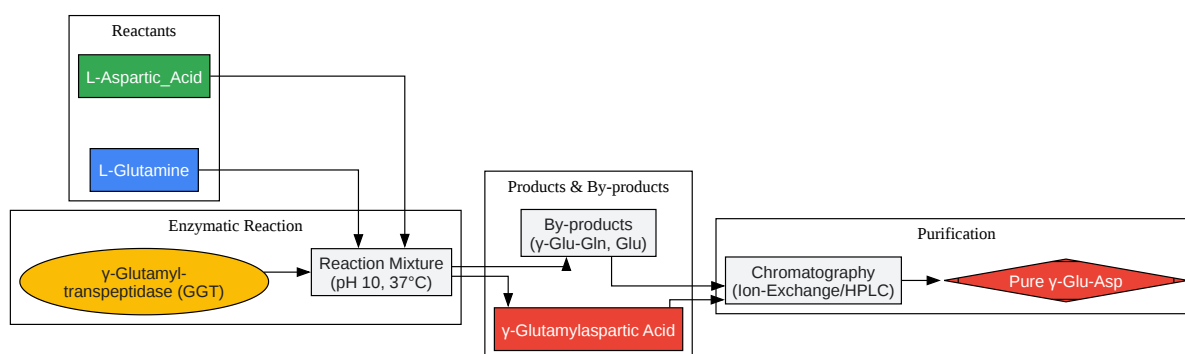 Reactants
L-Aspartic_Acid
L-Glutamine
Enzymatic Reaction
γ-Glutamyl-
transpeptidase (GGT)
Reaction Mixture
(pH 10, 37°C)
Products & By-products
By-products
(γ-Glu-Gln, Glu)
γ-Glutamylaspartic Acid
Purification
Chromatography
(Ion-Exchange/HPLC)
Pure γ-Glu-Asp